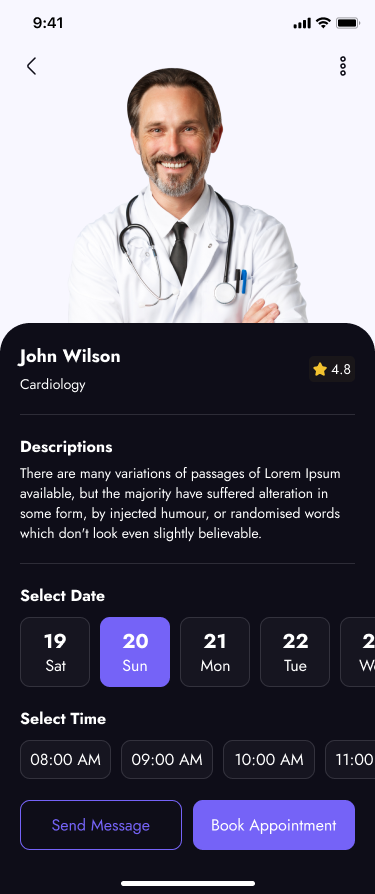 9:41
John Wilson
4.8
Cardiology
Descriptions
There are many variations of passages of Lorem Ipsum
available, but the majority have suffered alteration in
some form, by injected humour, or randomised words
which don't look even slightly believable.
Select Date
19 20 21 22 2
Sat Sun Mon Tue W
Select Time
08:00 AM 09:00 AM 10:00 AM 11:00
Send Message Book Appointment